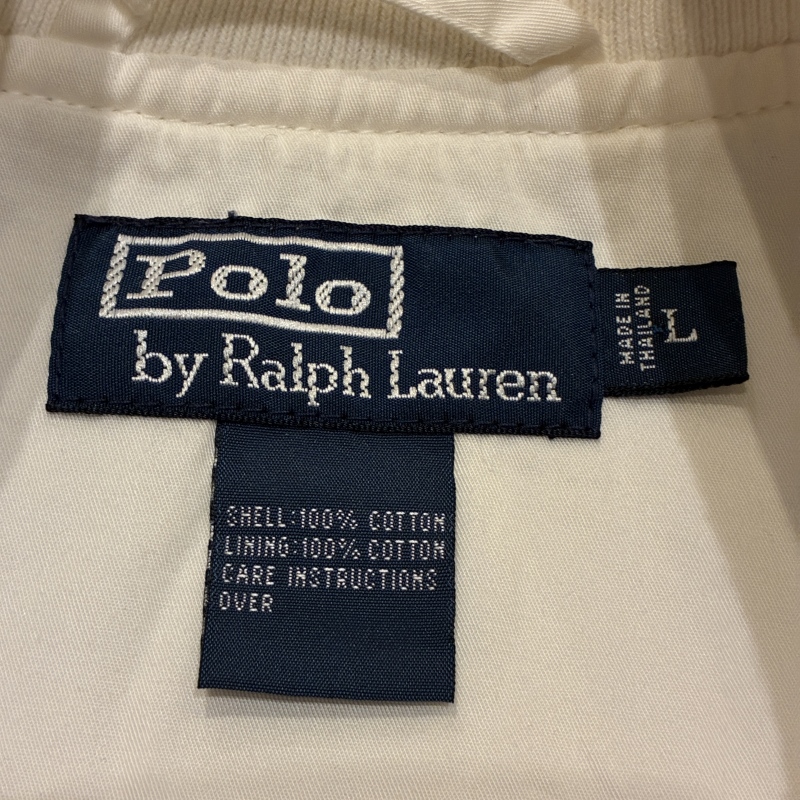 Polo
by Ralph Lauren
MADE IN
THAILAND
L
SHELL:100% COTTON
LINING:100% COTTON
CARE INSTRUCTIONS
OVER